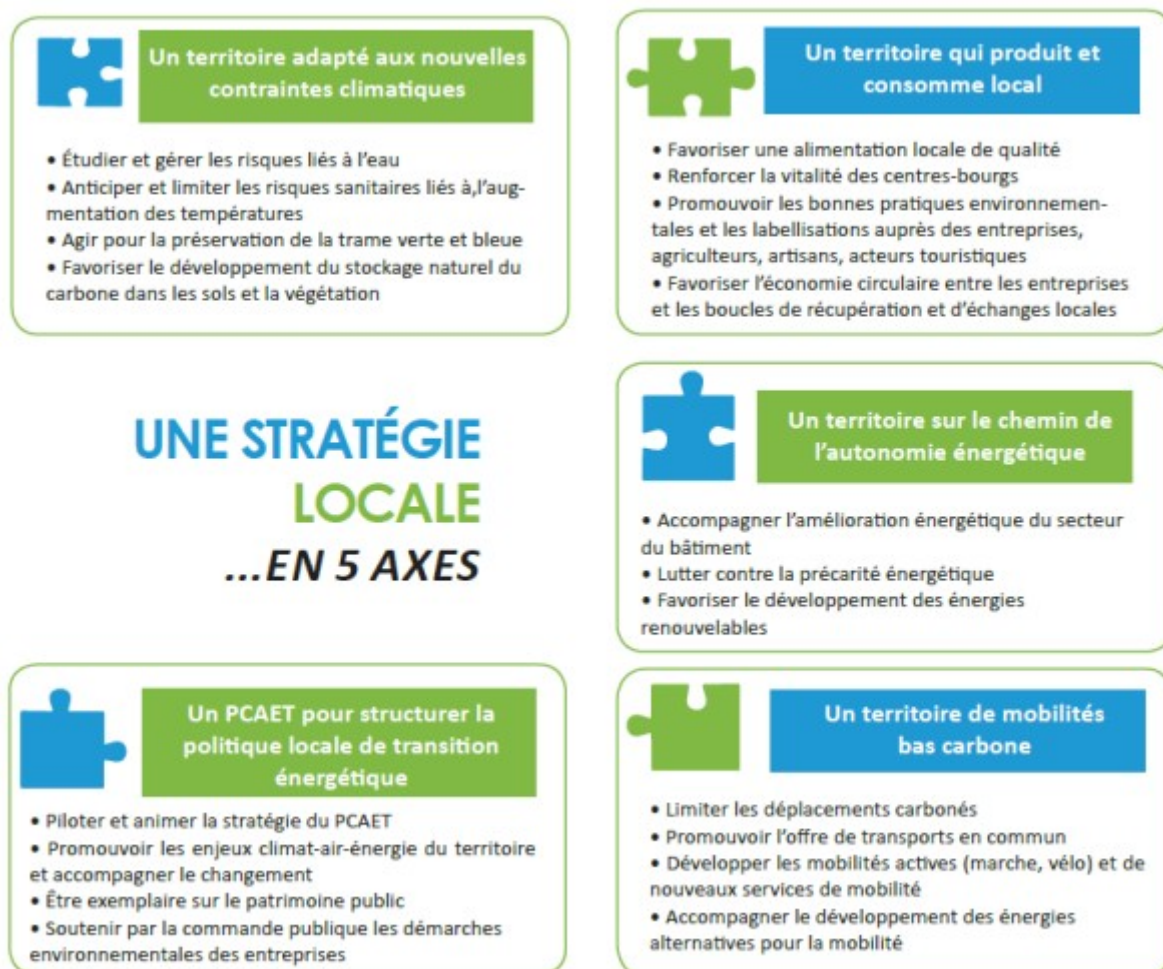 Un territoire adapté aux nouvelles
contraintes climatiques
• Étudier et gérer les risques liés à l'eau
• Anticiper et limiter les risques sanitaires liés à,l'aug-
mentation des températures
• Agir pour la préservation de la trame verte et bleue
• Favoriser le développement du stockage naturel du
carbone dans les sols et la végétation
Un territoire qui produit et
consomme local
• Favoriser une alimentation locale de qualité
• Renforcer la vitalité des centres-bourgs
• Promouvoir les bonnes pratiques environnemen-
tales et les labellisations auprès des entreprises,
agriculteurs, artisans, acteurs touristiques
• Favoriser l'économie circulaire entre les entreprises
et les boucles de récupération et d'échanges locales
UNE STRATÉGIE
LOCALE
...EN 5 AXES
Un territoire sur le chemin de
l'autonomie énergétique
• Accompagner l'amélioration énergétique du secteur
du bâtiment
• Lutter contre la précarité énergétique
• Favoriser le développement des énergies
renouvelables
Un PCAET pour structurer la
politique locale de transition
énergétique
• Piloter et animer la stratégie du PCAET
• Promouvoir les enjeux climat-air-énergie du territoire
et accompagner le changement
• Être exemplaire sur le patrimoine public
• Soutenir par la commande publique les démarches
environnementales des entreprises
Un territoire de mobilités
bas carbone
• Limiter les déplacements carbonés
• Promouvoir l'offre de transports en commun
• Développer les mobilités actives (marche, vélo) et de
nouveaux services de mobilité
• Accompagner le développement des énergies
alternatives pour la mobilité